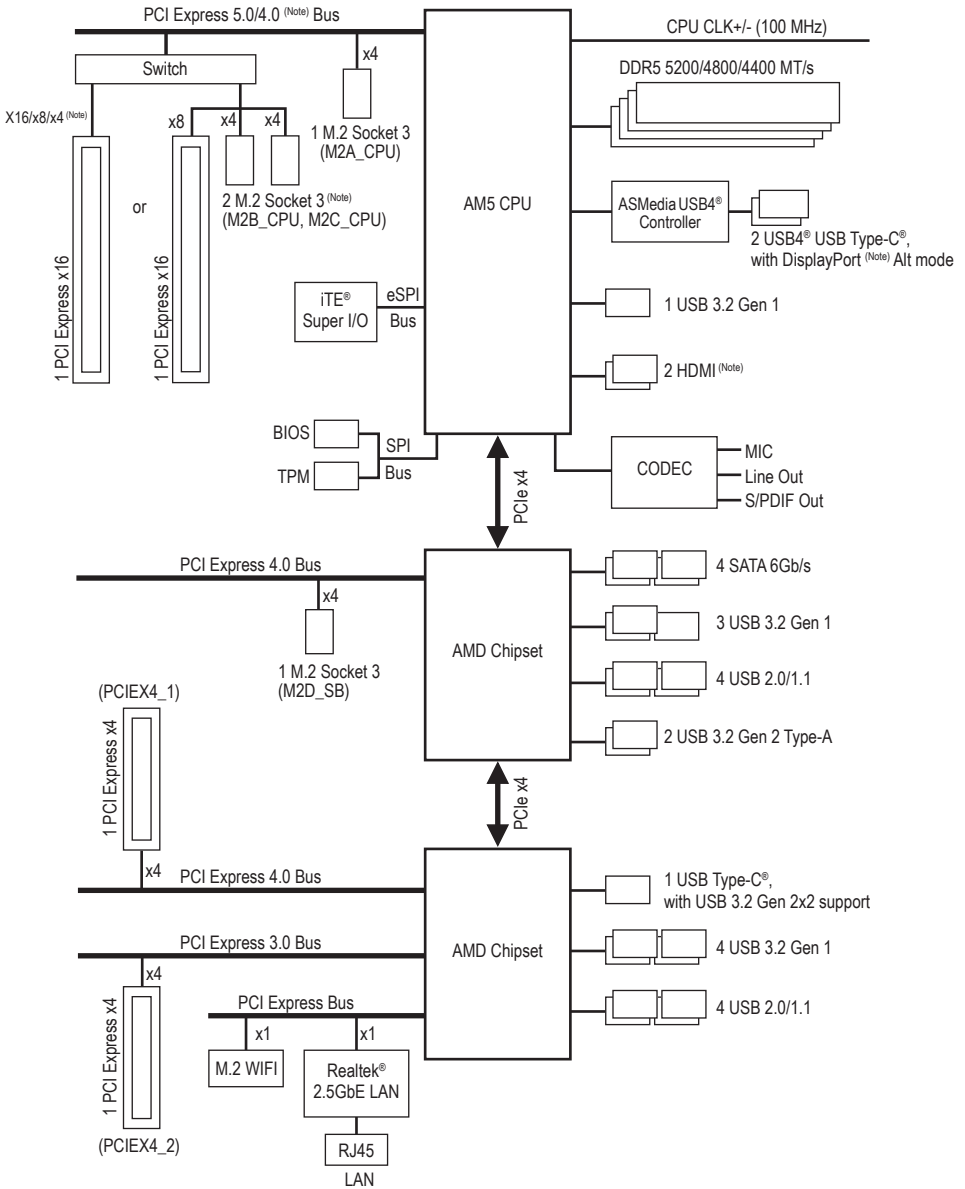 PCI Express 5.0/4.0 (Note) Bus
CPU CLK+/- (100 MHz)
x4
Switch
DDR5 5200/4800/4400 MT/s
X16/x8/x4 (Note)
x8
x4
x4
1 M.2 Socket 3
(M2A_CPU)
1 PCI Express x16
or
1 PCI Express x16
2 M.2 Socket 3 (Note)
(M2B_CPU, M2C_CPU)
AM5 CPU
ASMedia USB4®
Controller
2 USB4® USB Type-C®,
with DisplayPort (Note) Alt mode
iTE®
Super I/O
eSPI
Bus
1 USB 3.2 Gen 1
2 HDMI (Note)
BIOS
TPM
SPI
Bus
PCIe x4
CODEC
MIC
Line Out
S/PDIF Out
PCI Express 4.0 Bus
x4
1 M.2 Socket 3
(M2D_SB)
AMD Chipset
4 SATA 6Gb/s
3 USB 3.2 Gen 1
4 USB 2.0/1.1
2 USB 3.2 Gen 2 Type-A
(PCIEX4_1)
1 PCI Express x4
x4
PCIe x4
PCI Express 4.0 Bus
AMD Chipset
1 USB Type-C®,
with USB 3.2 Gen 2x2 support
4 USB 3.2 Gen 1
4 USB 2.0/1.1
PCI Express 3.0 Bus
x4
1 PCI Express x4
(PCIEX4_2)
PCI Express Bus
x1
x1
M.2 WIFI
Realtek®
2.5GbE LAN
RJ45
LAN